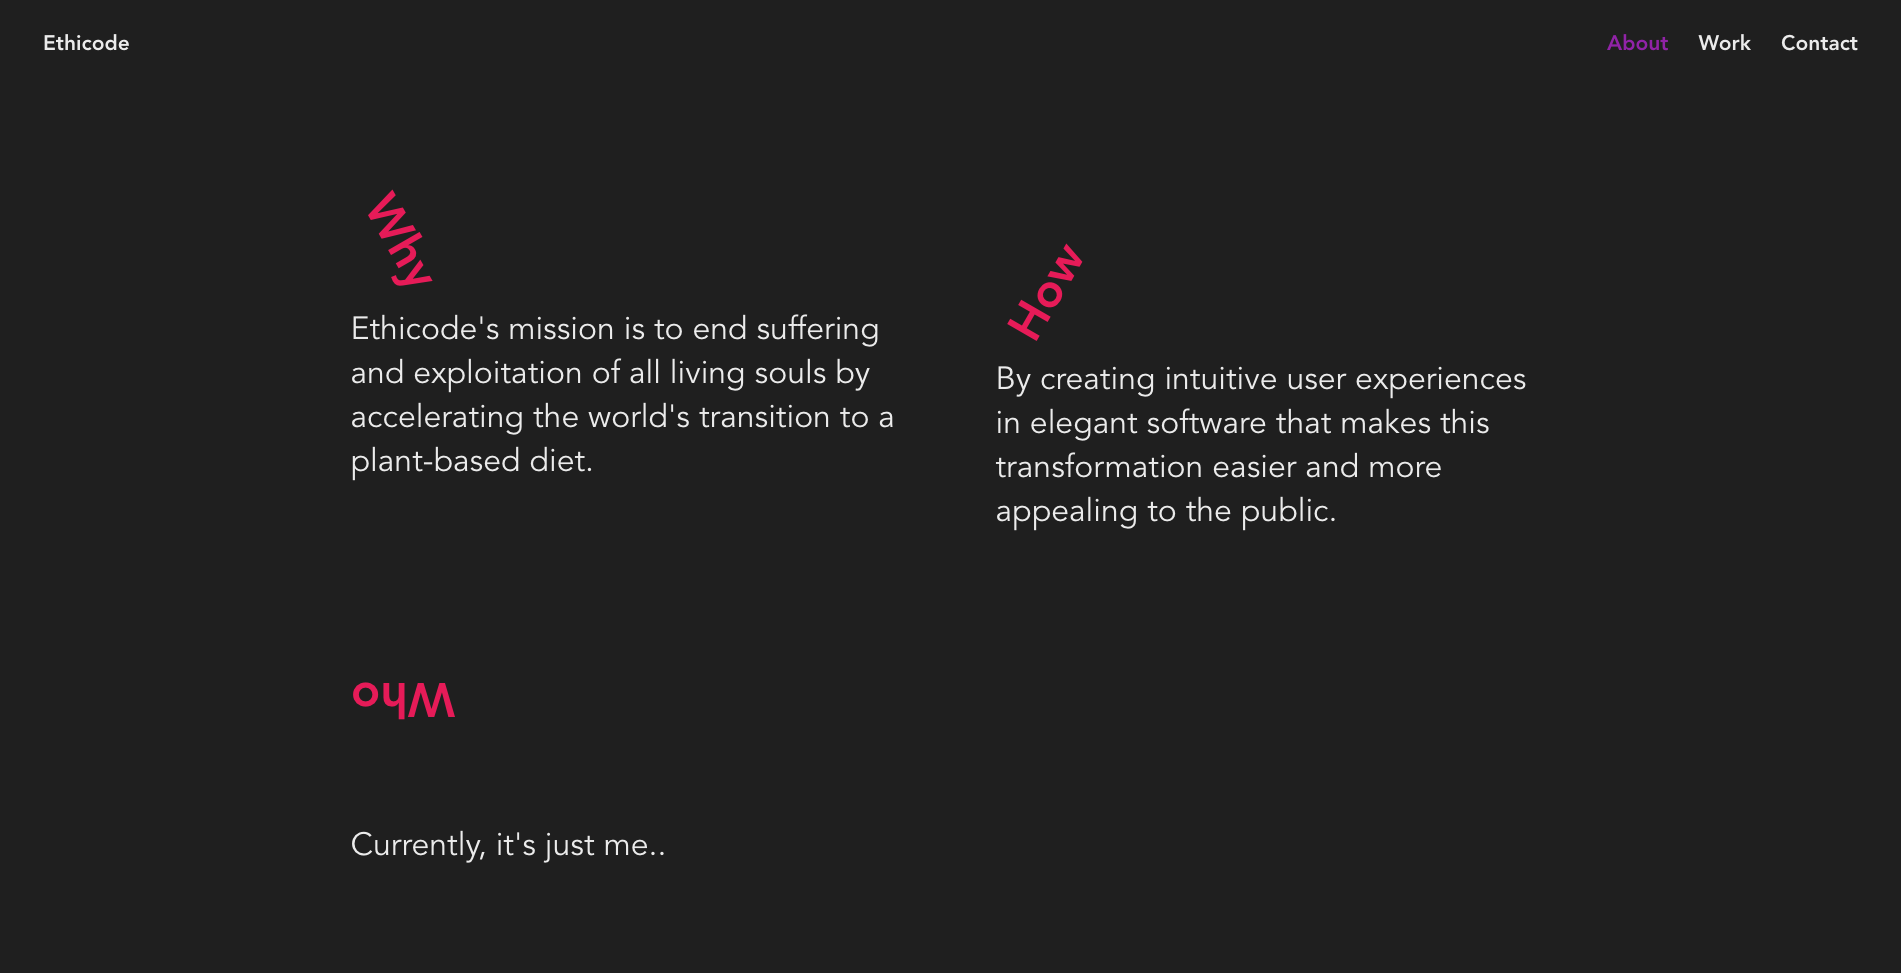 Ethicode
About Work Contact
Why
Ethicode's mission is to end suffering
and exploitation of all living souls by
accelerating the world's transition to a
plant-based diet.
How
By creating intuitive user experiences
in elegant software that makes this
transformation easier and more
appealing to the public.
Who
Currently, it's just me..